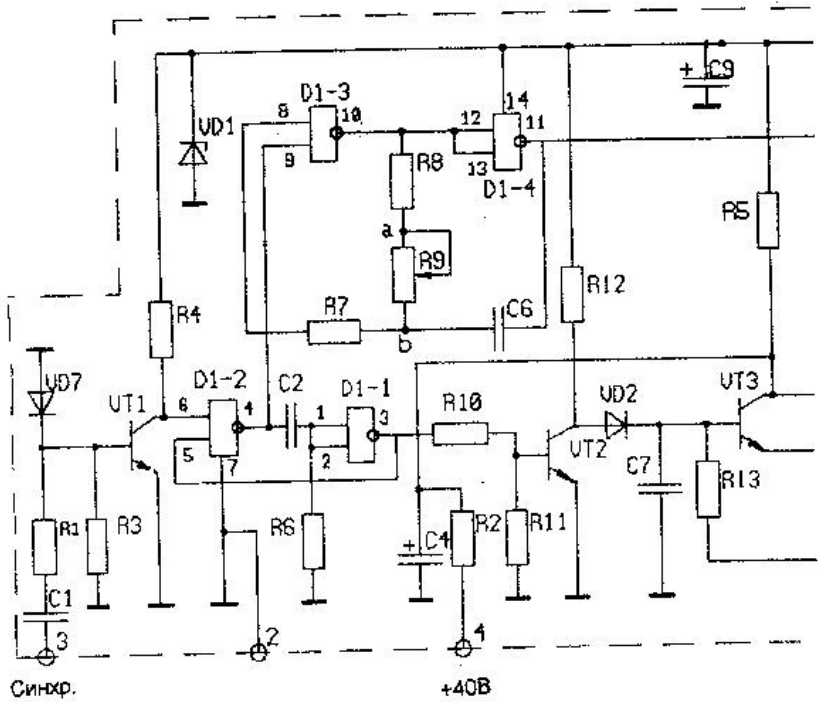 C9
D1-3
14
8
10
12
11
VD1
9
13
R8
D1-4
R5
a
R9
R12
R4
R7
C6
b
VD7
D1-2
C2
D1-1
VT3
VT1
6
4
1
3
R10
VD2
5
7
2
VT2
C7
R13
R1
R3
R6
C4
R2
R11
C1
3
2
4
Синхр.
+40В